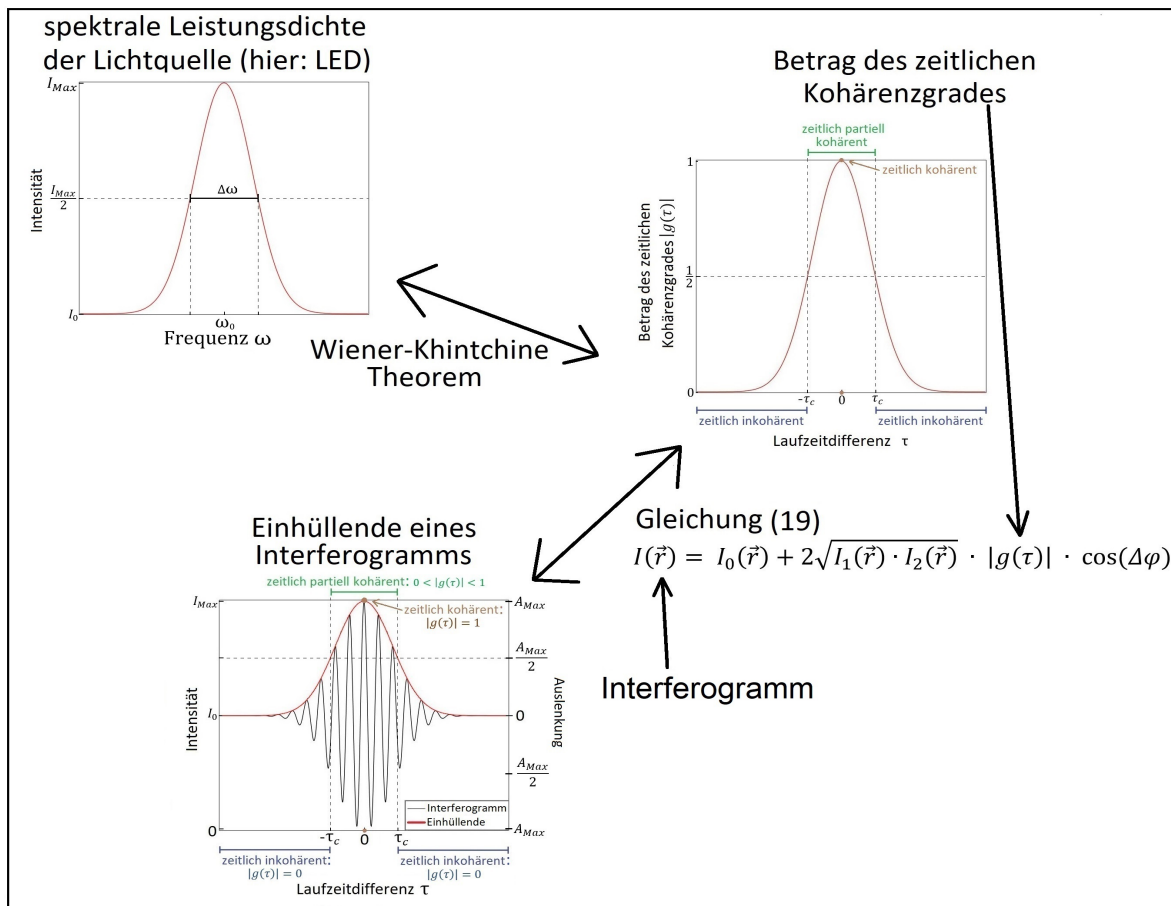 spektrale Leistungsdichte
der Lichtquelle (hier: LED)
I_Max
I_Max/2
I_0
Intensität
Δω
ω_0
Frequenz ω
Wiener-Khintchine
Theorem
Betrag des zeitlichen
Kohärenzgrades
zeitlich partiell
kohärent
zeitlich kohärent
1
1/2
0
Betrag des zeitlichen
Kohärenzgrades |g(τ)|
-τ_c 0 τ_c
zeitlich inkohärent zeitlich inkohärent
Laufzeitdifferenz τ
Gleichung (19)
I(r⃗) = I_0(r⃗) + 2√(I_1(r⃗) · I_2(r⃗)) · |g(τ)| · cos(Δφ)
Interferogramm
Einhüllende eines
Interferogramms
zeitlich partiell kohärent: 0 < |g(τ)| < 1
zeitlich kohärent:
|g(τ)| = 1
I_Max
I_0
0
Intensität
A_Max
A_Max/2
0
A_Max/2
A_Max
Auslenkung
Interferogramm
Einhüllende
-τ_c 0 τ_c
zeitlich inkohärent: zeitlich inkohärent:
|g(τ)| = 0 |g(τ)| = 0
Laufzeitdifferenz τ